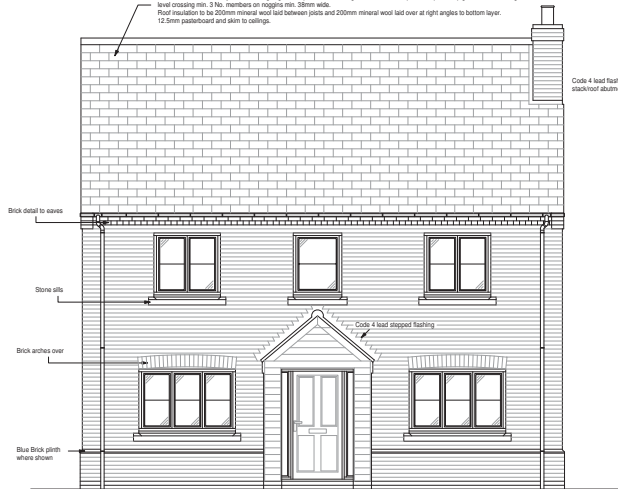 level crossing min. 3 No. members on noggins min. 38mm wide.
Roof insulation to be 200mm mineral wool laid between joists and 200mm mineral wool laid over at right angles to bottom layer.
12.5mm pasterboard and skim to ceilings.
Code 4 lead flas
stack/roof abutm
Brick detail to eaves
Stone sills
Code 4 lead stepped flashing
Brick arches over
Blue Brick plinth
where shown